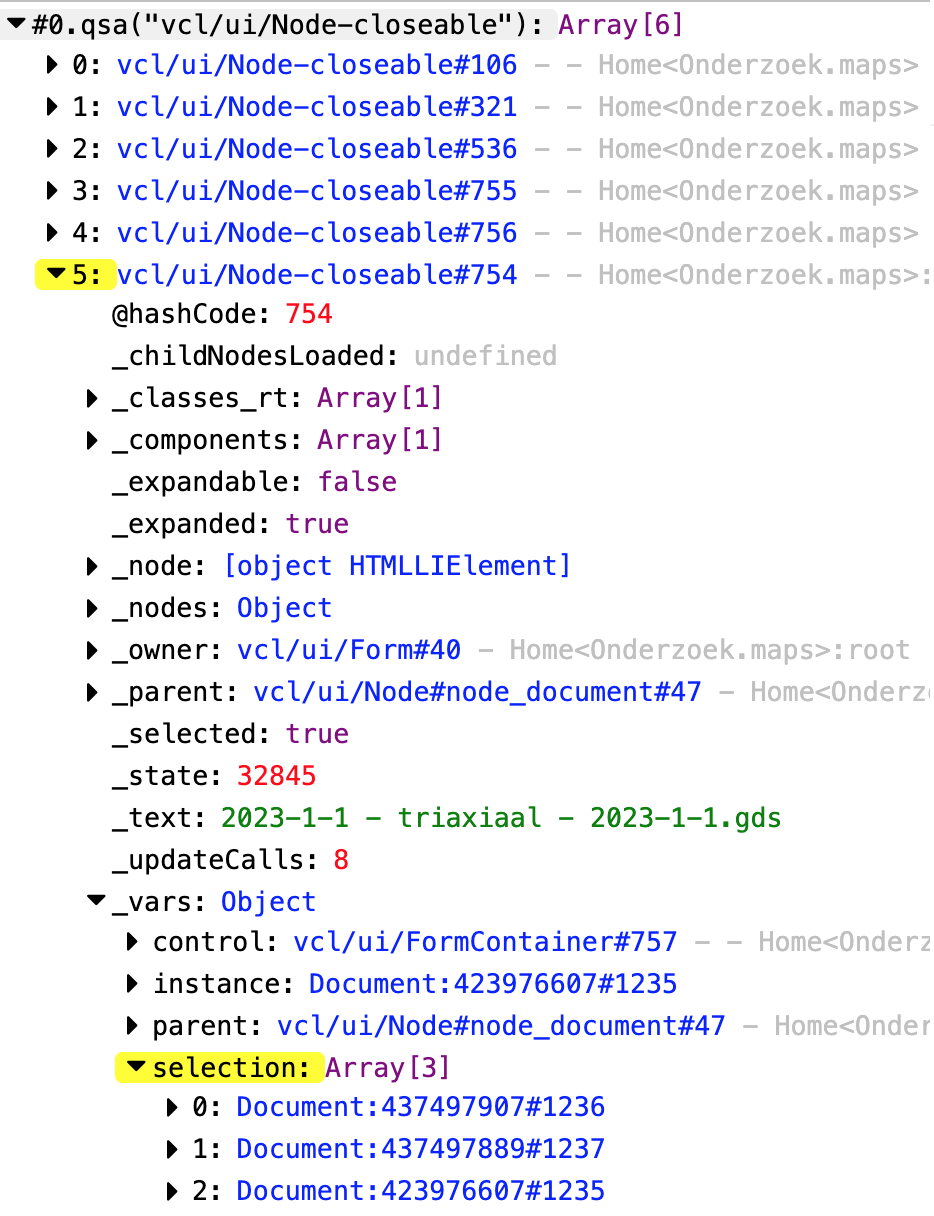 #0.qsa("vcl/ui/Node-closeable"): Array[6]
0: vcl/ui/Node-closeable#106 – – Home<Onderzoek.maps>
1: vcl/ui/Node-closeable#321 – – Home<Onderzoek.maps>
2: vcl/ui/Node-closeable#536 – – Home<Onderzoek.maps>
3: vcl/ui/Node-closeable#755 – – Home<Onderzoek.maps>
4: vcl/ui/Node-closeable#756 – – Home<Onderzoek.maps>
5: vcl/ui/Node-closeable#754 – – Home<Onderzoek.maps>:
@hashCode: 754
_childNodesLoaded: undefined
_classes_rt: Array[1]
_components: Array[1]
_expandable: false
_expanded: true
_node: [object HTMLLIElement]
_nodes: Object
_owner: vcl/ui/Form#40 – Home<Onderzoek.maps>:root
_parent: vcl/ui/Node#node_document#47 – Home<Onderz
_selected: true
_state: 32845
_text: 2023-1-1 - triaxiaal - 2023-1-1.gds
_updateCalls: 8
_vars: Object
control: vcl/ui/FormContainer#757 – – Home<Onderz
instance: Document:423976607#1235
parent: vcl/ui/Node#node_document#47 – Home<Onder
selection: Array[3]
0: Document:437497907#1236
1: Document:437497889#1237
2: Document:423976607#1235